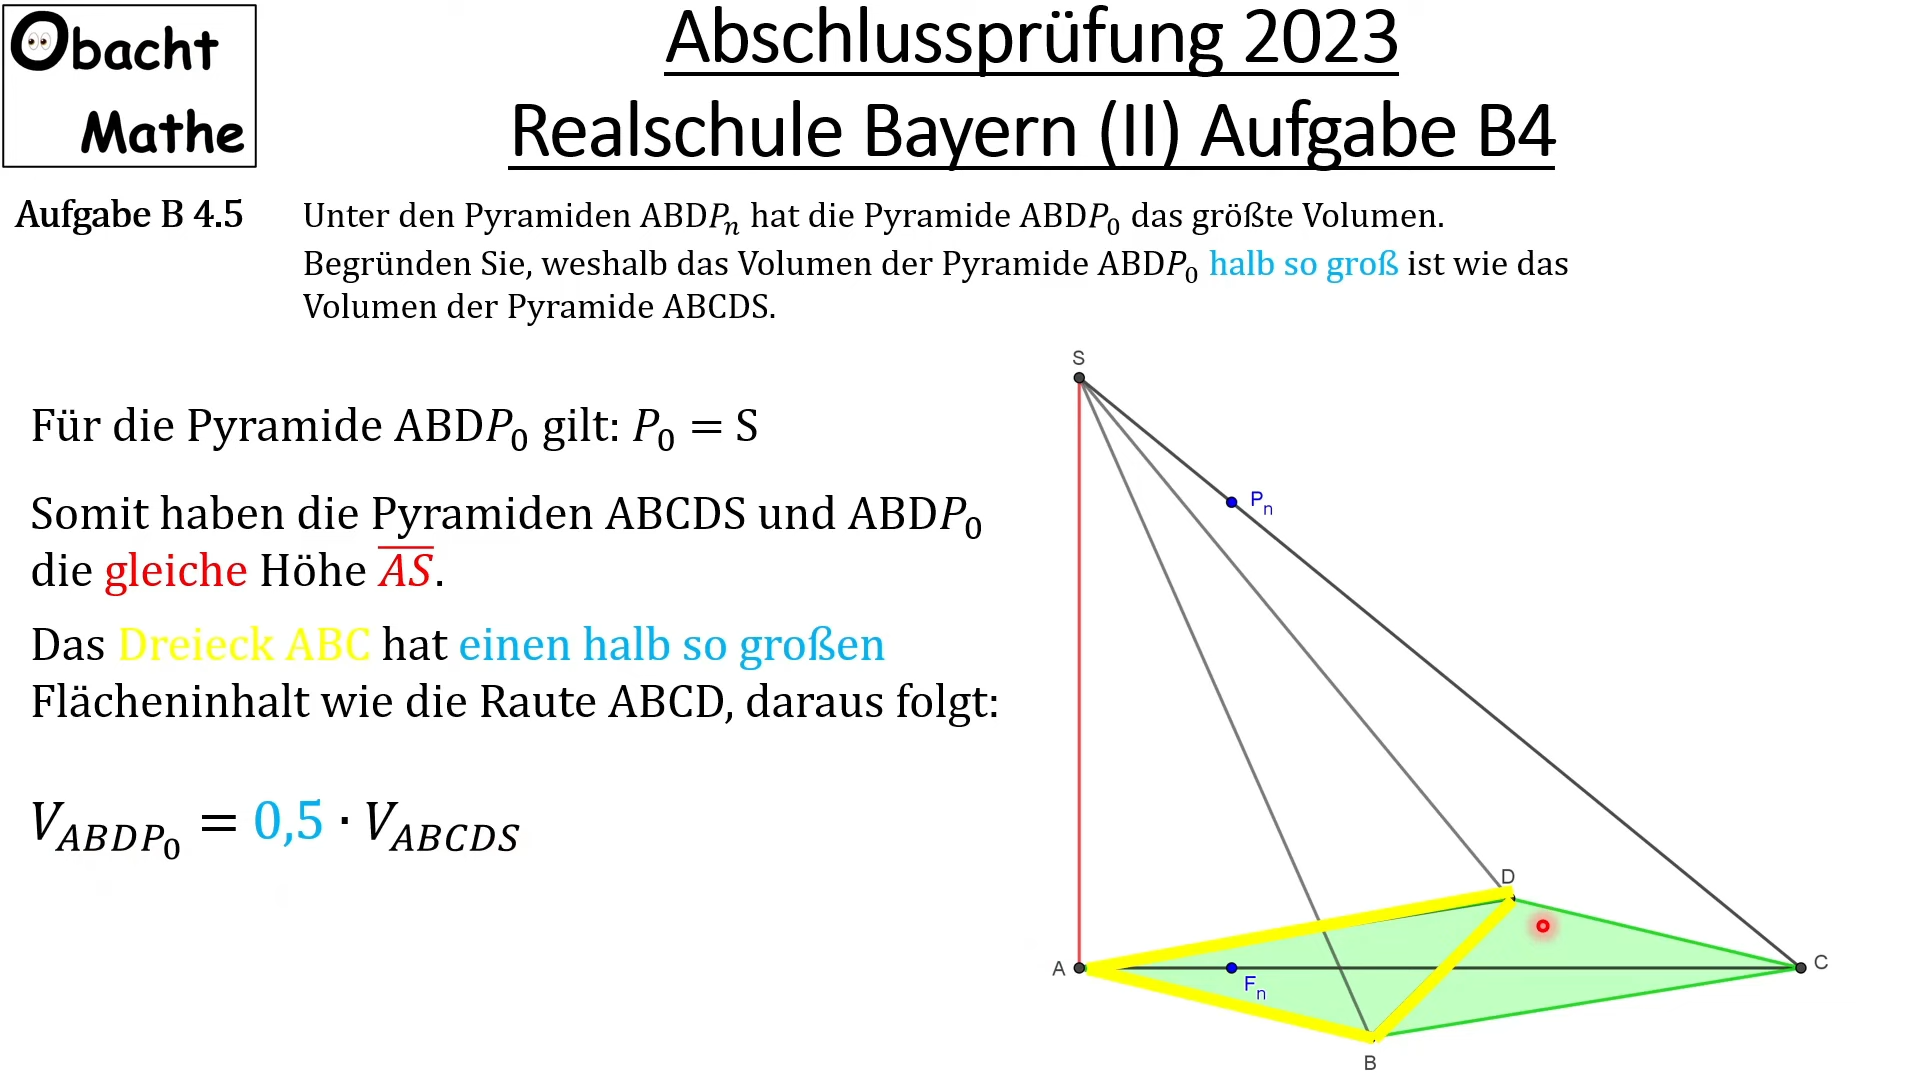 Obacht
Mathe
Abschlussprüfung 2023
Realschule Bayern (II) Aufgabe B4
Aufgabe B 4.5
Unter den Pyramiden ABDPₙ hat die Pyramide ABDP₀ das größte Volumen.
Begründen Sie, weshalb das Volumen der Pyramide ABDP₀ halb so groß ist wie das
Volumen der Pyramide ABCDS.
Für die Pyramide ABDP₀ gilt: P₀ = S
Somit haben die Pyramiden ABCDS und ABDP₀
die gleiche Höhe A̅S̅.
Das Dreieck ABC hat einen halb so großen
Flächeninhalt wie die Raute ABCD, daraus folgt:
V_{ABDP₀} = 0,5 · V_{ABCDS}
S
Pₙ
D
A
C
Fₙ
B